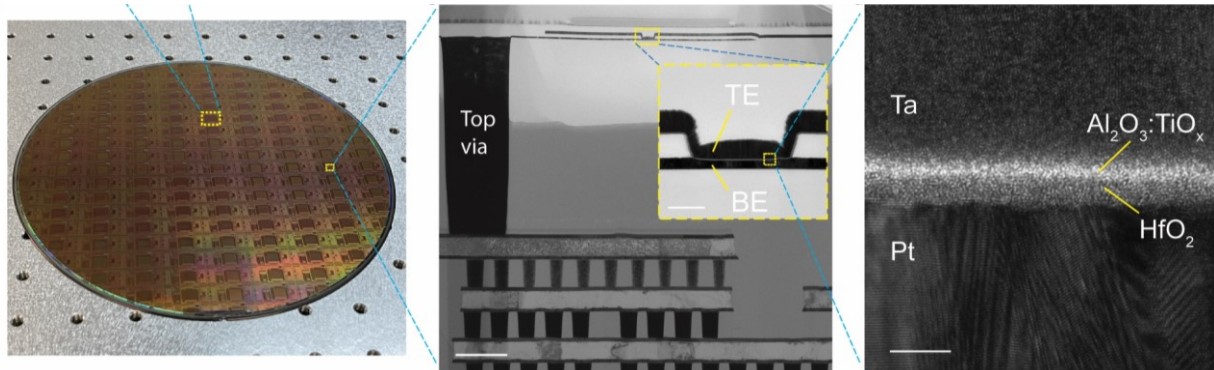 Top
via
TE
BE
Ta
Al₂O₃:TiOₓ
HfO₂
Pt